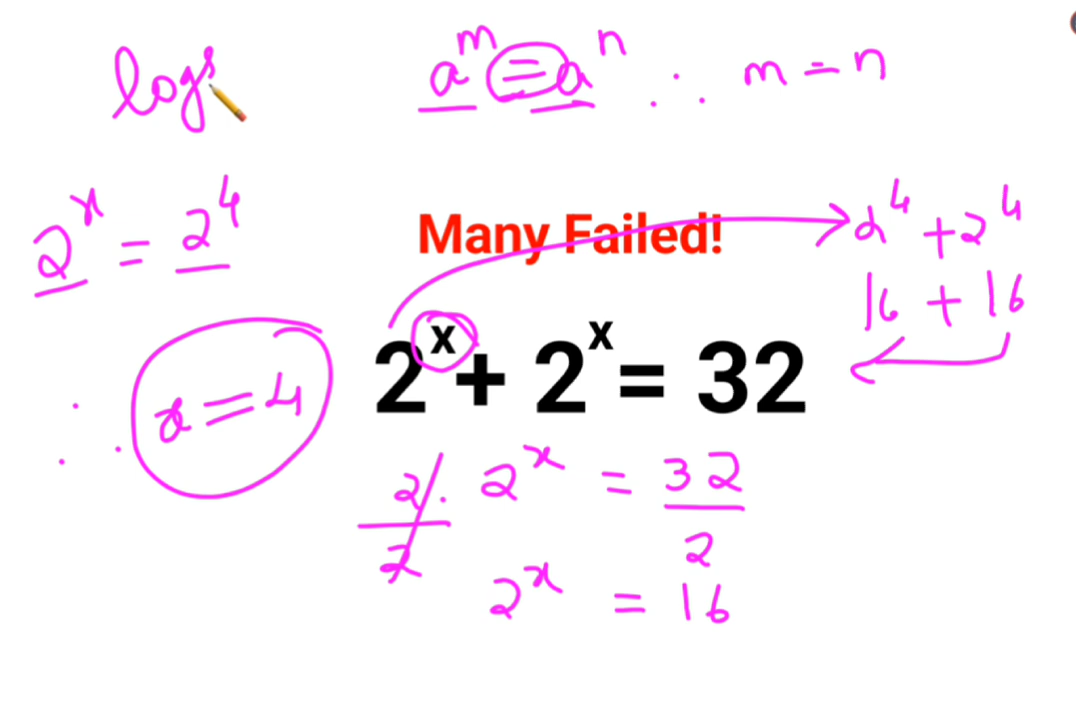 logs
a^m = a^n ∴ m = n
2^x = 2^4
Many Failed!
2^4 + 2^4
16 + 16
2^x + 2^x = 32
∴ x = 4
2/2 · 2^x = 32/2
2^x = 16